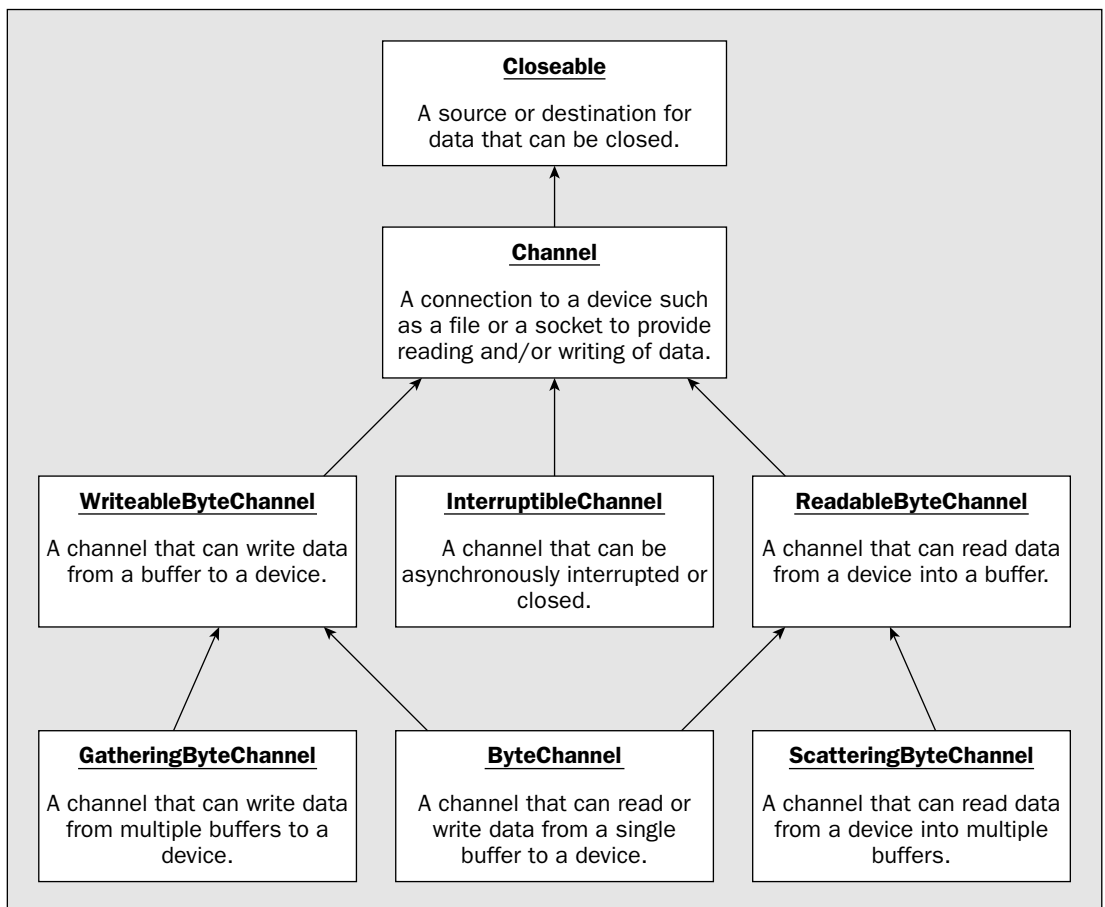 Closeable
A source or destination for
data that can be closed.
Channel
A connection to a device such
as a file or a socket to provide
reading and/or writing of data.
WriteableByteChannel
A channel that can write data
from a buffer to a device.
InterruptibleChannel
A channel that can be
asynchronously interrupted or
closed.
ReadableByteChannel
A channel that can read data
from a device into a buffer.
GatheringByteChannel
A channel that can write data
from multiple buffers to a
device.
ByteChannel
A channel that can read or
write data from a single
buffer to a device.
ScatteringByteChannel
A channel that can read data
from a device into multiple
buffers.